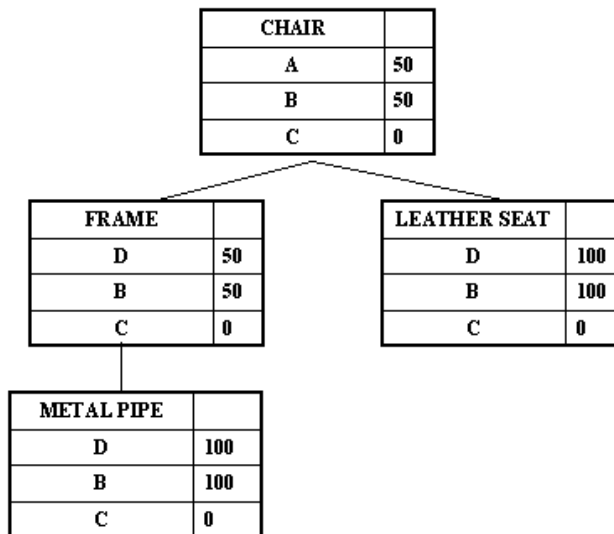 CHAIR
A 50
B 50
C 0
FRAME
D 50
B 50
C 0
LEATHER SEAT
D 100
B 100
C 0
METAL PIPE
D 100
B 100
C 0